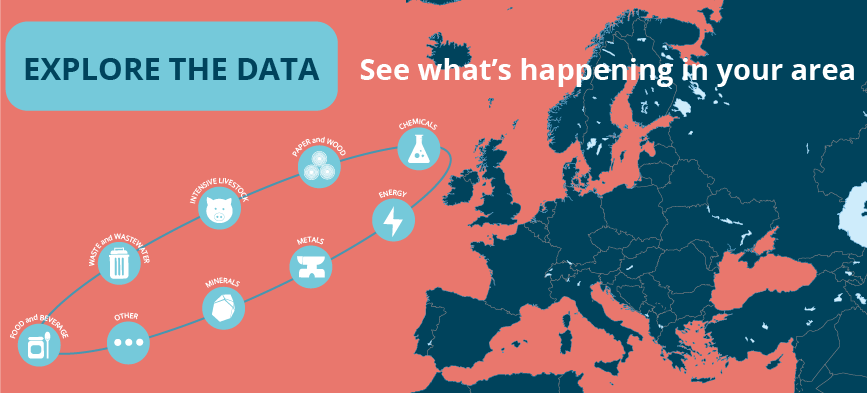 EXPLORE THE DATA
See what's happening in your area
CHEMICALS
PAPER and WOOD
INTENSIVE LIVESTOCK
ENERGY
WASTE and WASTEWATER
METALS
MINERALS
FOOD and BEVERAGE
OTHER